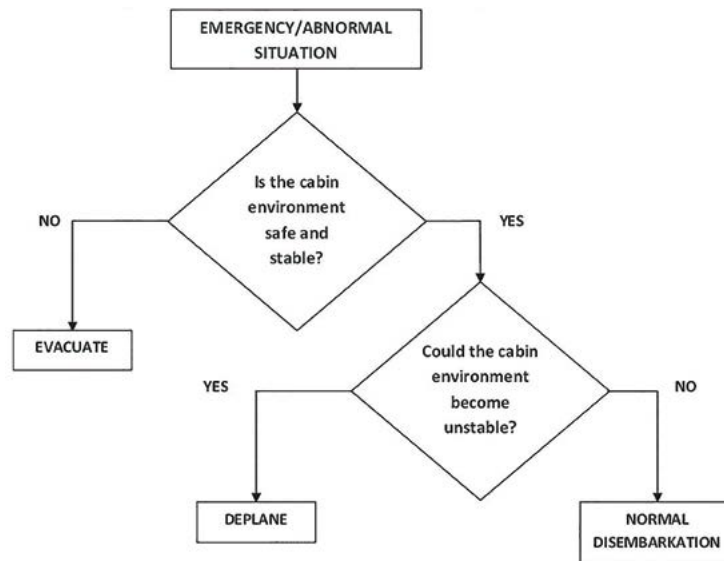 EMERGENCY/ABNORMAL
SITUATION
Is the cabin
environment
safe and
stable?
NO
YES
EVACUATE
Could the cabin
environment
become
unstable?
YES
NO
DEPLANE
NORMAL
DISEMBARKATION